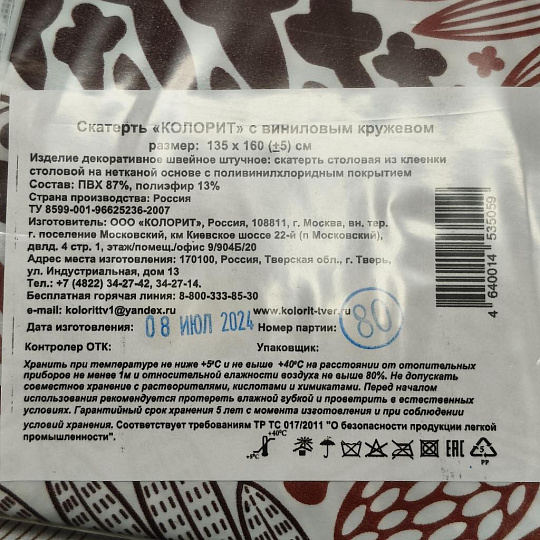 Скатерть «КОЛОРИТ» с виниловым кружевом
размер: 135 х 160 (±5) см
Изделие декоративное швейное штучное: скатерть столовая из клеенки
столовой на нетканой основе с поливинилхлоридным покрытием
Состав: ПВХ 87%, полиэфир 13%
Страна производства: Россия
ТУ 8599-001-96625236-2007
Изготовитель: ООО «КОЛОРИТ», Россия, 108811, г. Москва, вн. тер.
г. поселение Московский, км Киевское шоссе 22-й (п Московский),
двлд. 4 стр. 1, этаж/помещ./офис 9/904Б/20
Адрес места изготовления: 170100, Россия, Тверская обл., г. Тверь,
ул. Индустриальная, дом 13
Тел.: +7 (4822) 34-27-42, 34-27-14.
Бесплатная горячая линия: 8-800-333-85-30
e-mail: kolorittv1@yandex.ru www.kolorit-tver.ru
Дата изготовления: 08 ИЮЛ 2024 Номер партии: 80
Контролер ОТК: Упаковщик:
Хранить при температуре не ниже +5ºС и не выше +40ºС на расстоянии от отопительных
приборов не менее 1м и относительной влажности воздуха не выше 80%. Не допускать
совместное хранение с растворителями, кислотами и химикатами. Перед началом
использования рекомендуется протереть влажной губкой и проветрить в естественных
условиях. Гарантийный срок хранения 5 лет с момента изготовления и при соблюдении
условий хранения. Соответствует требованиям ТР ТС 017/2011 "О безопасности продукции легкой
промышленности".
+40ºС
+5ºС
EAC
5
PP
4 640014 535059